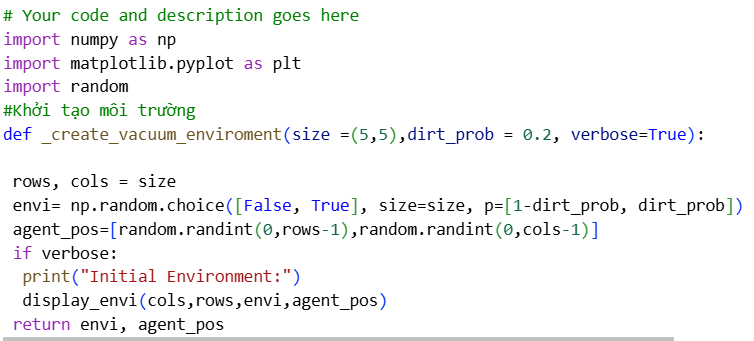 # Your code and description goes here
import numpy as np
import matplotlib.pyplot as plt
import random
#Khởi tạo môi trường
def _create_vacuum_enviroment(size =(5,5),dirt_prob = 0.2, verbose=True):
rows, cols = size
envi= np.random.choice([False, True], size=size, p=[1-dirt_prob, dirt_prob])
agent_pos=[random.randint(0,rows-1),random.randint(0,cols-1)]
if verbose:
print("Initial Environment:")
display_envi(cols,rows,envi,agent_pos)
return envi, agent_pos